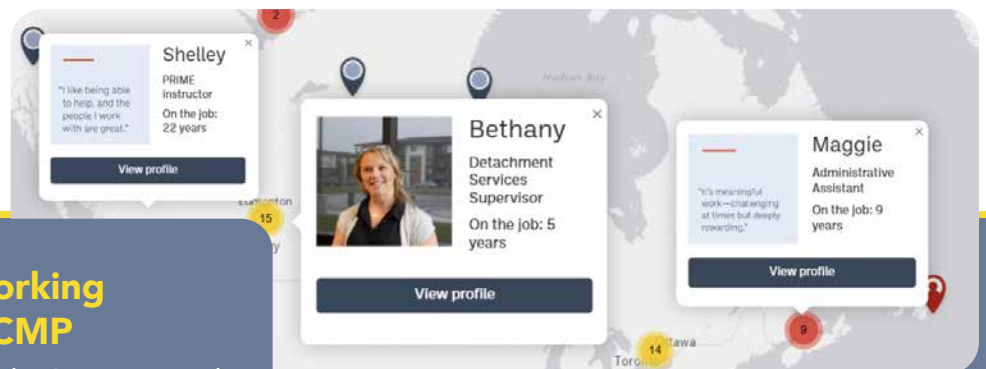 2
Hudson Bay
Shelley
PRIME
instructor
On the job:
22 years
"I like being able
to help, and the
people I work
with are great."
View profile
×
Bethany
Detachment
Services
Supervisor
On the job: 5
years
View profile
×
Maggie
Administrative
Assistant
On the job: 9
years
"It's meaningful
work—challenging
at times but deeply
rewarding."
View profile
×
Edmonton
15
9
14
orking
CMP